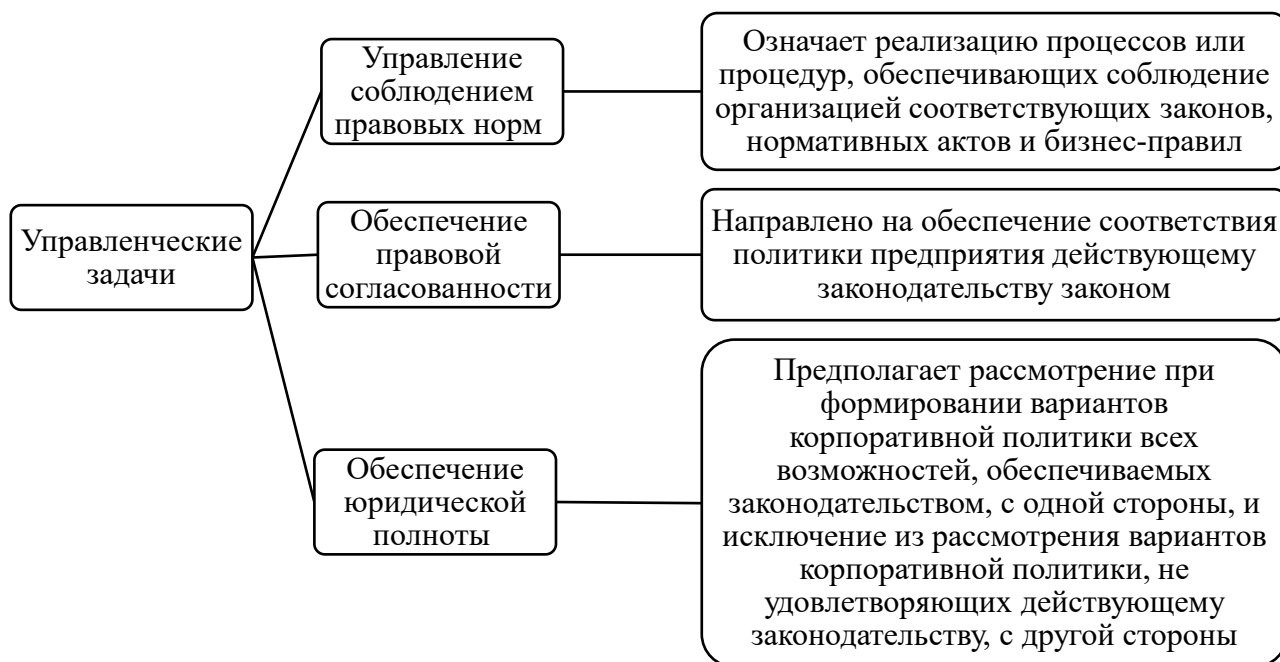 Управленческие
задачи
Управление
соблюдением
правовых норм
Означает реализацию процессов или
процедур, обеспечивающих соблюдение
организацией соответствующих законов,
нормативных актов и бизнес-правил
Обеспечение
правовой
согласованности
Направлено на обеспечение соответствия
политики предприятия действующему
законодательству законом
Обеспечение
юридической
полноты
Предполагает рассмотрение при
формировании вариантов
корпоративной политики всех
возможностей, обеспечиваемых
законодательством, с одной стороны, и
исключение из рассмотрения вариантов
корпоративной политики, не
удовлетворяющих действующему
законодательству, с другой стороны